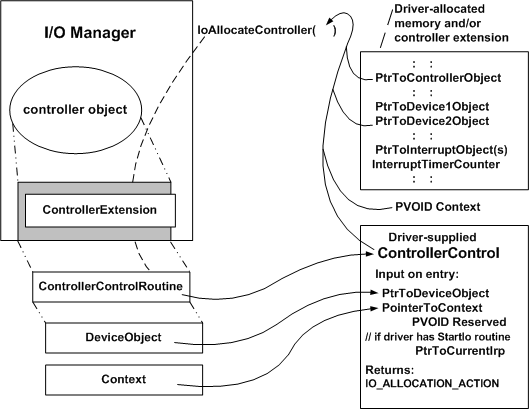 I/O Manager
controller object
ControllerExtension
ControllerControlRoutine
DeviceObject
Context
IoAllocateController( )
Driver-allocated
memory and/or
controller extension
: :
PtrToControllerObject
: :
PtrToDevice1Object
PtrToDevice2Object
: :
PtrToInterruptObject(s)
InterruptTimerCounter
: :
PVOID Context
Driver-supplied
ControllerControl
Input on entry:
PtrToDeviceObject
PointerToContext
PVOID Reserved
// if driver has StartIo routine
PtrToCurrentIrp
Returns:
IO_ALLOCATION_ACTION